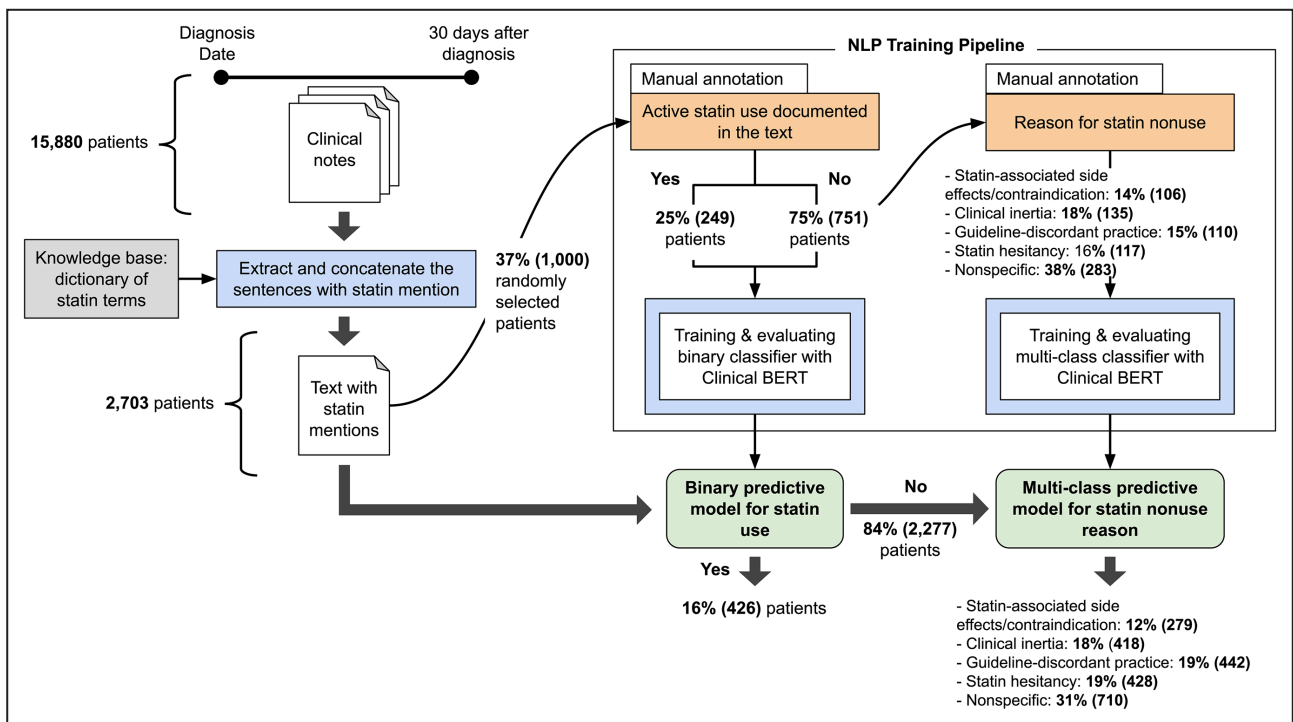 Diagnosis
Date
30 days after
diagnosis
15,880 patients
Clinical
notes
Knowledge base:
dictionary of
statin terms
Extract and concatenate the
sentences with statin mention
2,703 patients
Text with
statin
mentions
37% (1,000)
randomly
selected
patients
NLP Training Pipeline
Manual annotation
Active statin use documented
in the text
Yes
No
25% (249)
patients
75% (751)
patients
Training & evaluating
binary classifier with
Clinical BERT
Manual annotation
Reason for statin nonuse
- Statin-associated side
effects/contraindication: 14% (106)
- Clinical inertia: 18% (135)
- Guideline-discordant practice: 15% (110)
- Statin hesitancy: 16% (117)
- Nonspecific: 38% (283)
Training & evaluating
multi-class classifier with
Clinical BERT
Binary predictive
model for statin
use
No
84% (2,277)
patients
Multi-class predictive
model for statin nonuse
reason
Yes
16% (426) patients
- Statin-associated side
effects/contraindication: 12% (279)
- Clinical inertia: 18% (418)
- Guideline-discordant practice: 19% (442)
- Statin hesitancy: 19% (428)
- Nonspecific: 31% (710)